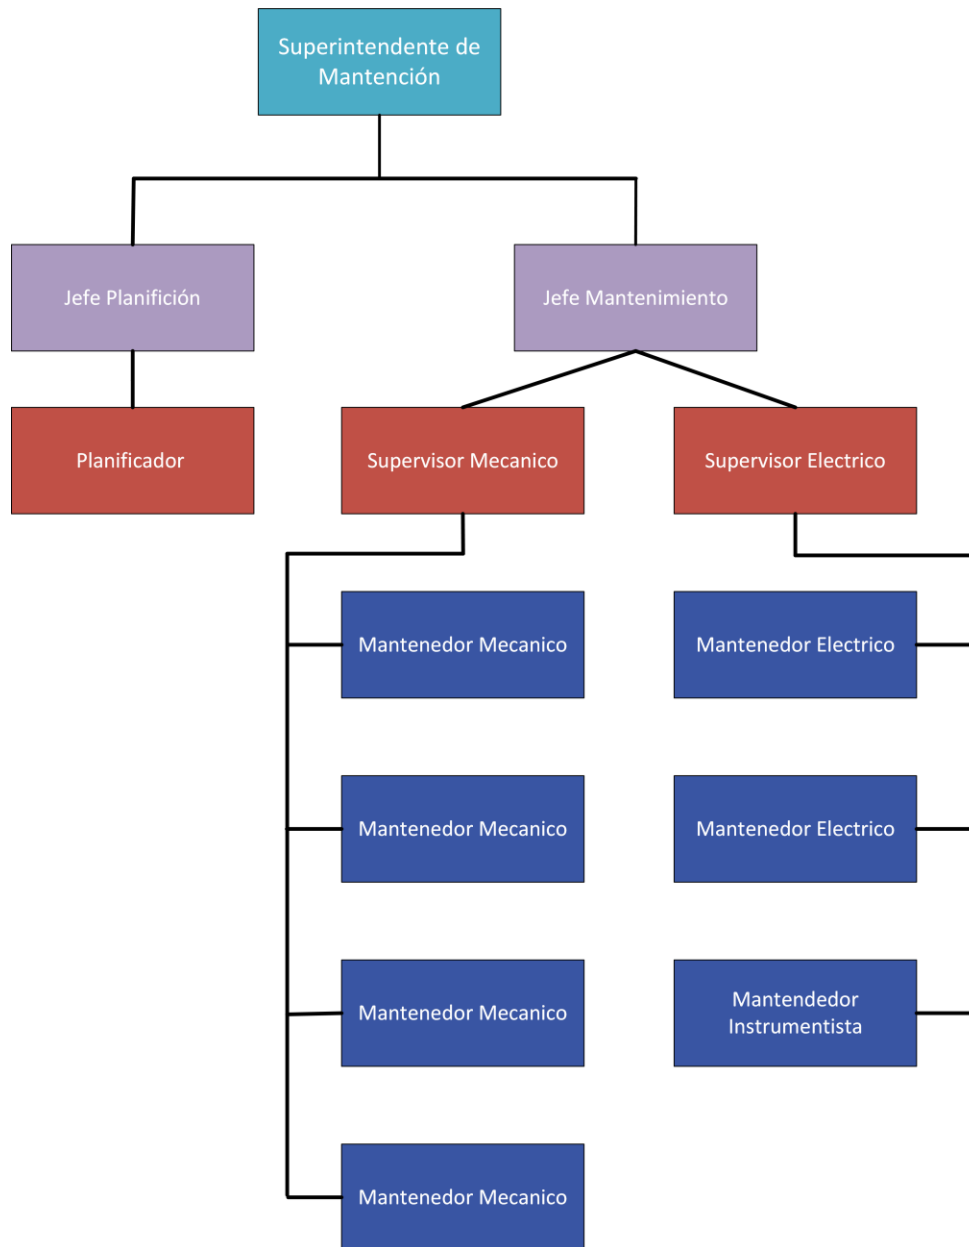 Superintendente de
Mantención
Jefe Planifición
Jefe Mantenimiento
Planificador
Supervisor Mecanico
Supervisor Electrico
Mantenedor Mecanico
Mantenedor Electrico
Mantenedor Mecanico
Mantenedor Electrico
Mantenedor Mecanico
Mantendedor
Instrumentista
Mantenedor Mecanico